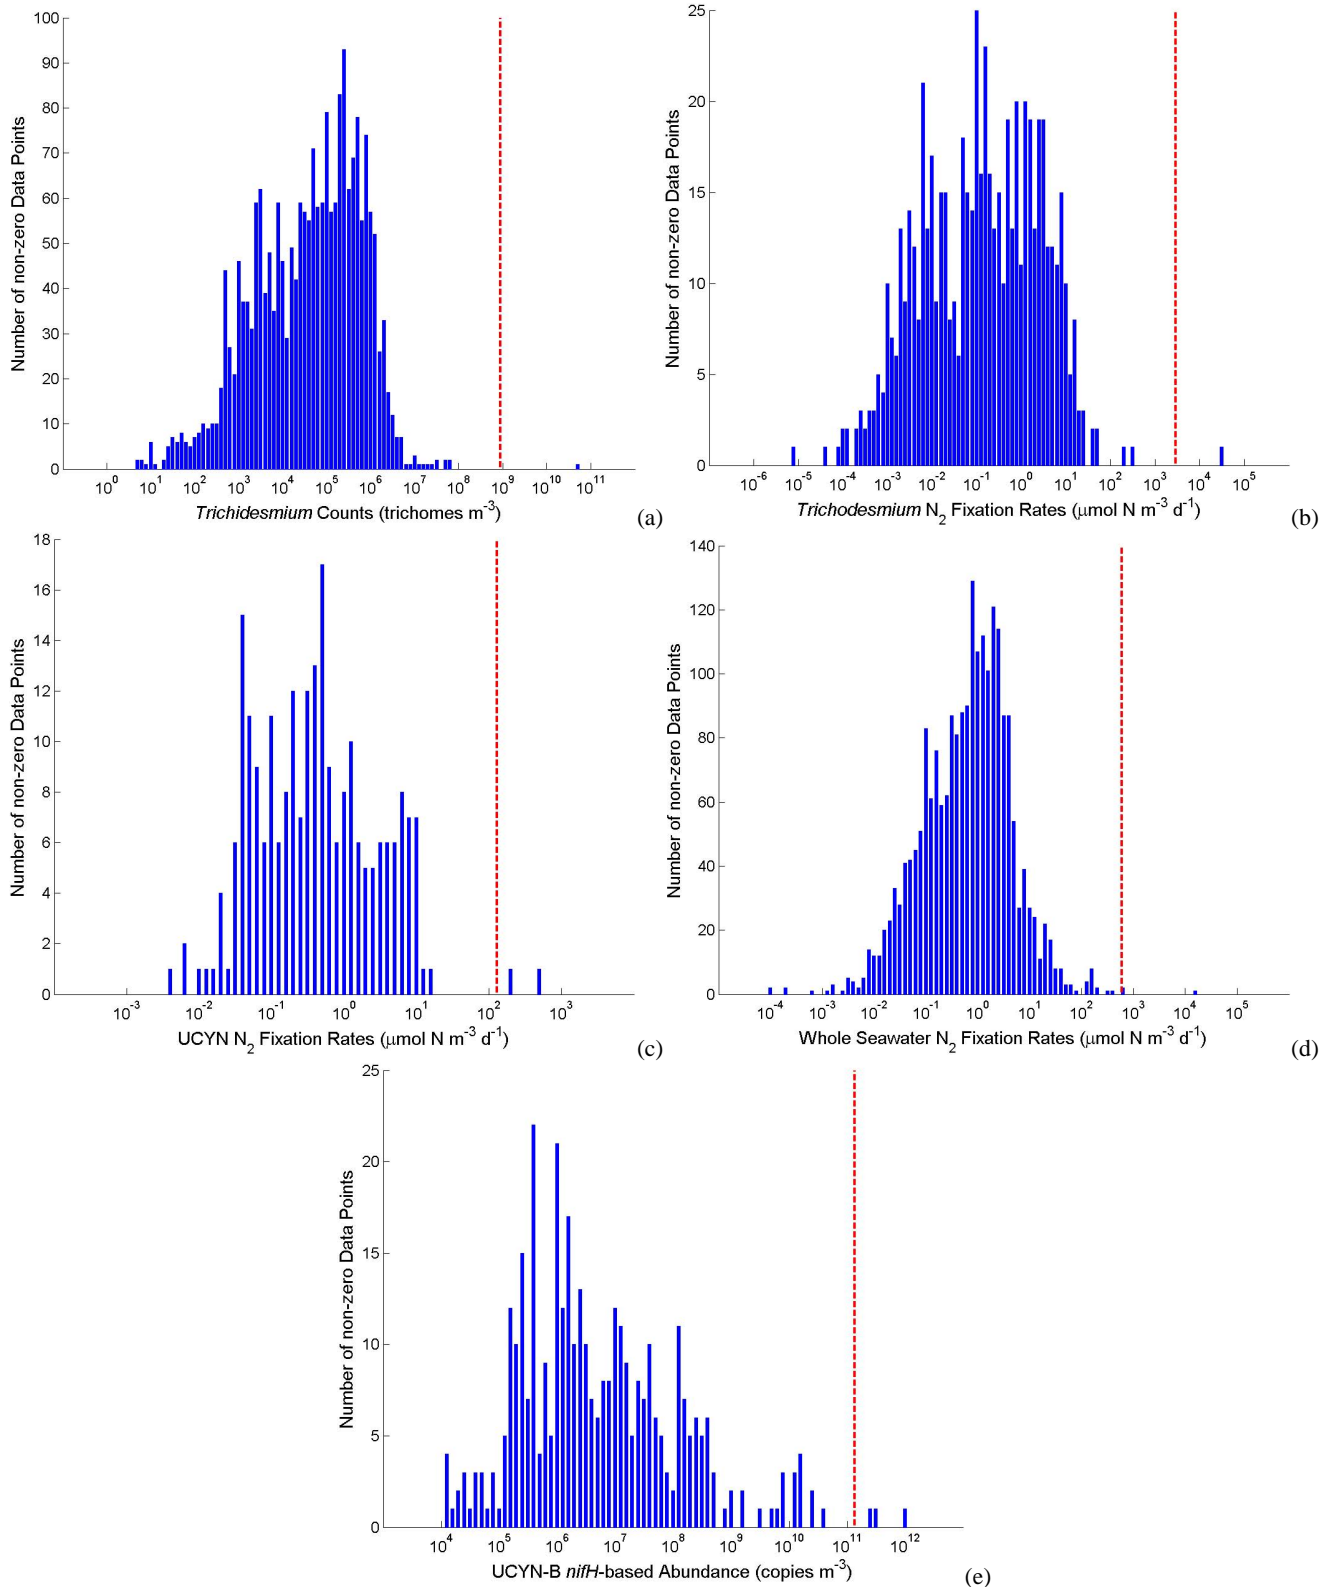 100
90
80
70
60
50
40
30
20
10
0
Number of non-zero Data Points
10^0 10^1 10^2 10^3 10^4 10^5 10^6 10^7 10^8 10^9 10^10 10^11
Trichidesmium Counts (trichomes m^-3)
(a)
25
20
15
10
5
0
Number of non-zero Data Points
10^-6 10^-5 10^-4 10^-3 10^-2 10^-1 10^0 10^1 10^2 10^3 10^4 10^5
Trichodesmium N_2 Fixation Rates (μmol N m^-3 d^-1)
(b)
18
16
14
12
10
8
6
4
2
0
Number of non-zero Data Points
10^-3 10^-2 10^-1 10^0 10^1 10^2 10^3
UCYN N_2 Fixation Rates (μmol N m^-3 d^-1)
(c)
140
120
100
80
60
40
20
0
Number of non-zero Data Points
10^-4 10^-3 10^-2 10^-1 10^0 10^1 10^2 10^3 10^4 10^5
Whole Seawater N_2 Fixation Rates (μmol N m^-3 d^-1)
(d)
25
20
15
10
5
0
Number of non-zero Data Points
10^4 10^5 10^6 10^7 10^8 10^9 10^10 10^11 10^12
UCYN-B nifH-based Abundance (copies m^-3)
(e)